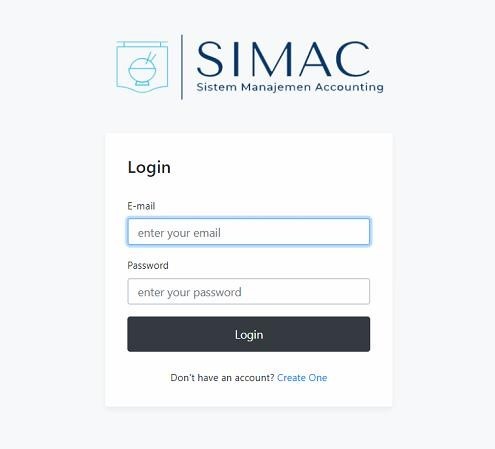 SIMAC
Sistem Manajemen Accounting
Login
E-mail
enter your email
Password
enter your password
Login
Don't have an account? Create One